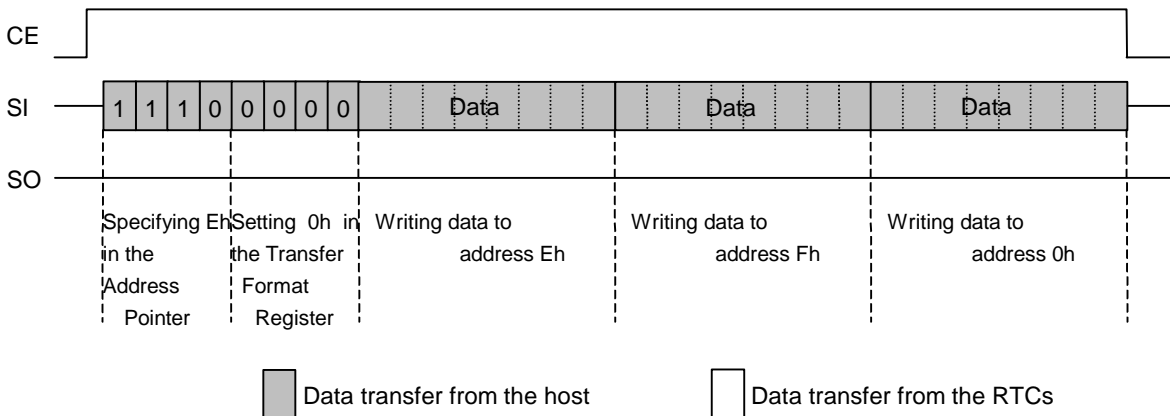 CE
SI 1 1 1 0 0 0 0 0 Data Data Data
SO
Specifying Eh Setting 0h in Writing data to Writing data to Writing data to
in the the Transfer address Eh address Fh address 0h
Address Format
Pointer Register
Data transfer from the host Data transfer from the RTCs